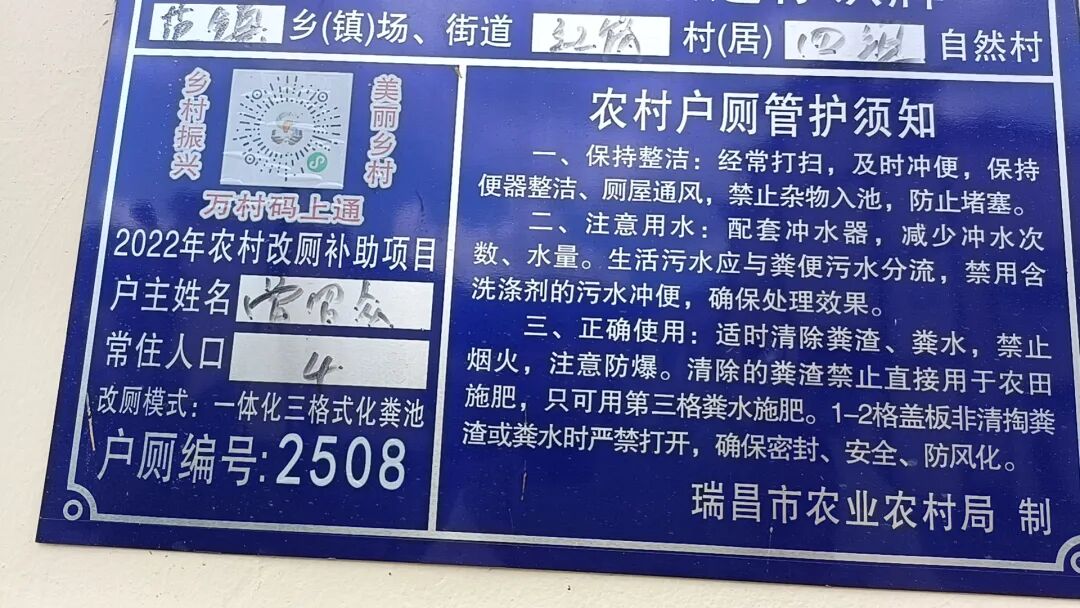 镇 乡(镇)场、街道 村(居) 四组 自然村
乡村振兴
美丽乡村
万村码上通
2022年农村改厕补助项目
户主姓名
常住人口 4
改厕模式：一体化三格式化粪池
户厕编号:2508
农村户厕管护须知
一、保持整洁：经常打扫，及时冲便，保持
便器整洁、厕屋通风，禁止杂物入池，防止堵塞。
二、注意用水：配套冲水器，减少冲水次
数、水量。生活污水应与粪便污水分流，禁用含
洗涤剂的污水冲便，确保处理效果。
三、正确使用：适时清除粪渣、粪水，禁止
烟火，注意防爆。清除的粪渣禁止直接用于农田
施肥，只可用第三格粪水施肥。1-2格盖板非清掏粪
渣或粪水时严禁打开，确保密封、安全、防风化。
瑞昌市农业农村局 制